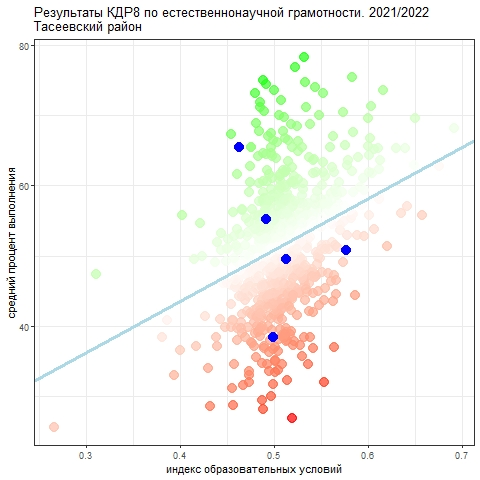 Результаты КДР8 по естественнонаучной грамотности. 2021/2022
Тасеевский район
80
60
40
средний процент выполнения
0.3 0.4 0.5 0.6 0.7
индекс образовательных условий